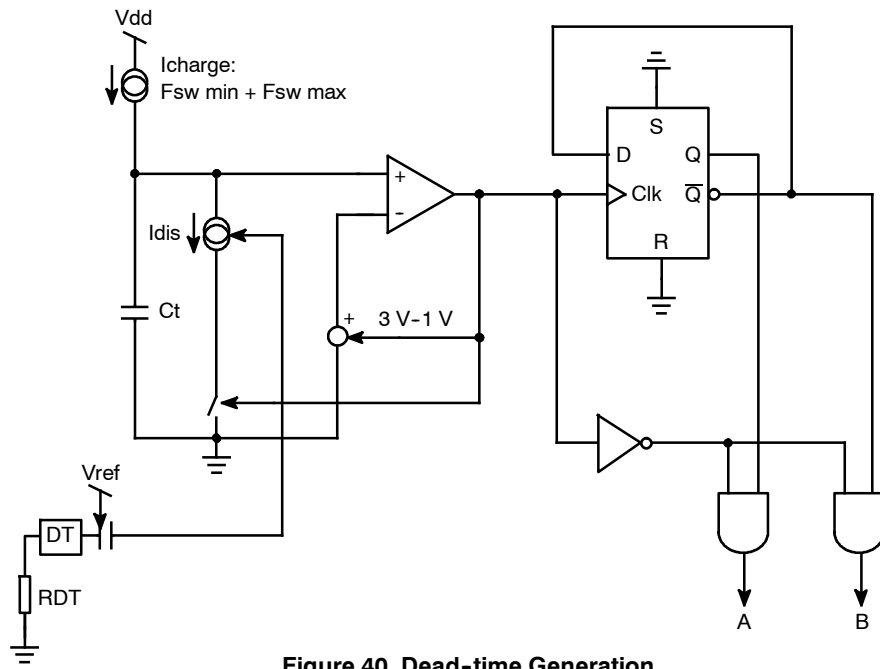 Vdd
Icharge:
Fsw min + Fsw max
S
D Q
+
Clk Q
-
Idis
R
Ct
+ 3 V-1 V
Vref
DT
RDT
A B
Figure 40. Dead-time Generation